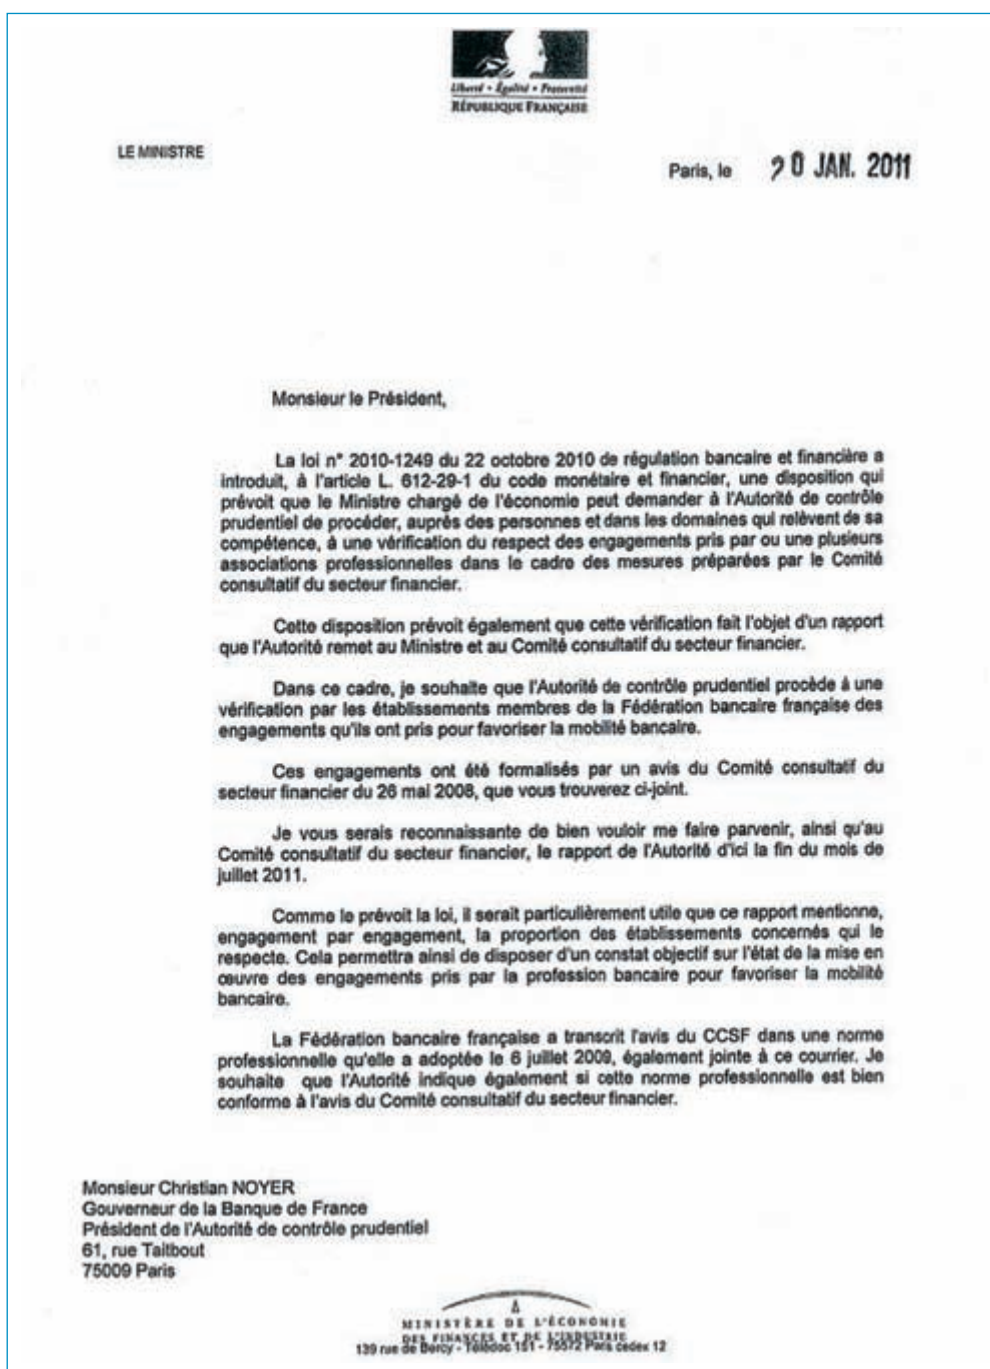 Liberté • Égalité • Fraternité
RÉPUBLIQUE FRANÇAISE
LE MINISTRE
Paris, le 20 JAN. 2011
Monsieur le Président,
La loi n° 2010-1249 du 22 octobre 2010 de régulation bancaire et financière a
introduit, à l'article L. 612-29-1 du code monétaire et financier, une disposition qui
prévoit que le Ministre chargé de l'économie peut demander à l'Autorité de contrôle
prudentiel de procéder, auprès des personnes et dans les domaines qui relèvent de sa
compétence, à une vérification du respect des engagements pris par ou une plusieurs
associations professionnelles dans le cadre des mesures préparées par le Comité
consultatif du secteur financier.
Cette disposition prévoit également que cette vérification fait l'objet d'un rapport
que l'Autorité remet au Ministre et au Comité consultatif du secteur financier.
Dans ce cadre, je souhaite que l'Autorité de contrôle prudentiel procède à une
vérification par les établissements membres de la Fédération bancaire française des
engagements qu'ils ont pris pour favoriser la mobilité bancaire.
Ces engagements ont été formalisés par un avis du Comité consultatif du
secteur financier du 26 mai 2008, que vous trouverez ci-joint.
Je vous serais reconnaissante de bien vouloir me faire parvenir, ainsi qu'au
Comité consultatif du secteur financier, le rapport de l'Autorité d'ici la fin du mois de
juillet 2011.
Comme le prévoit la loi, il serait particulièrement utile que ce rapport mentionne,
engagement par engagement, la proportion des établissements concernés qui le
respecte. Cela permettra ainsi de disposer d'un constat objectif sur l'état de la mise en
œuvre des engagements pris par la profession bancaire pour favoriser la mobilité
bancaire.
La Fédération bancaire française a transcrit l'avis du CCSF dans une norme
professionnelle qu'elle a adoptée le 6 juillet 2009, également jointe à ce courrier. Je
souhaite que l'Autorité indique également si cette norme professionnelle est bien
conforme à l'avis du Comité consultatif du secteur financier.
Monsieur Christian NOYER
Gouverneur de la Banque de France
Président de l'Autorité de contrôle prudentiel
61, rue Taitbout
75009 Paris
MINISTÈRE DE L'ÉCONOMIE
DES FINANCES ET DE L'INDUSTRIE
139 rue de Bercy - Télédoc 151 - 75572 Paris cedex 12